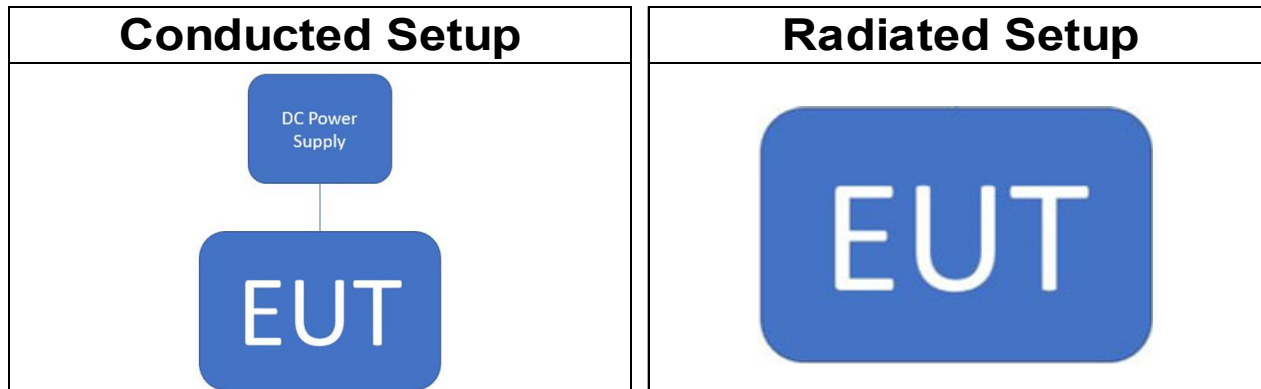 Conducted Setup
Radiated Setup
DC Power
Supply
EUT
EUT